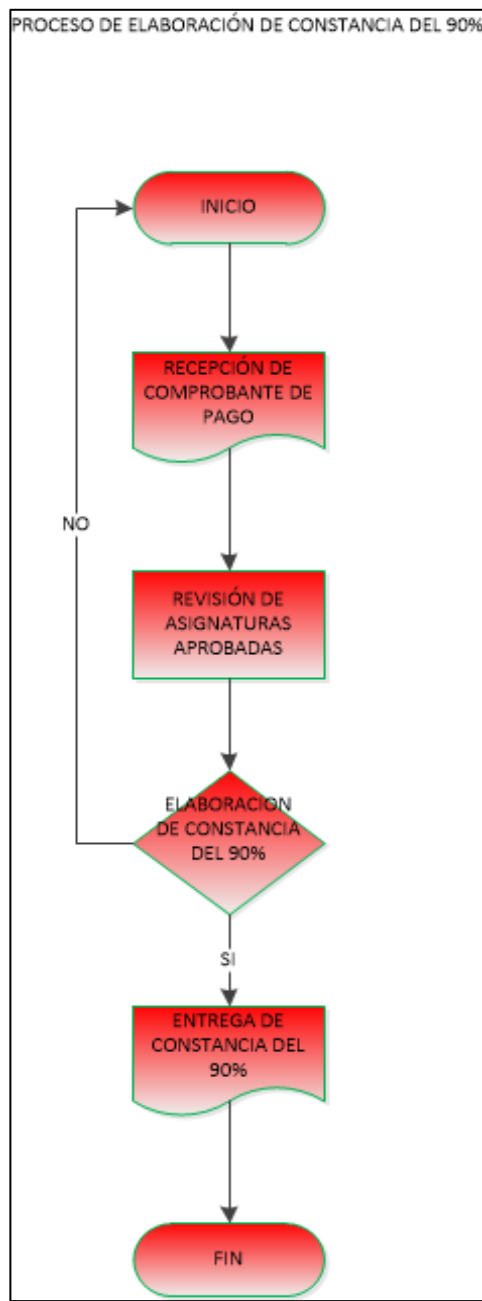 PROCESO DE ELABORACIÓN DE CONSTANCIA DEL 90%
INICIO
RECEPCIÓN DE
COMPROBANTE DE
PAGO
NO
REVISIÓN DE
ASIGNATURAS
APROBADAS
ELABORACION
DE CONSTANCIA
DEL 90%
SI
ENTREGA DE
CONSTANCIA DEL
90%
FIN